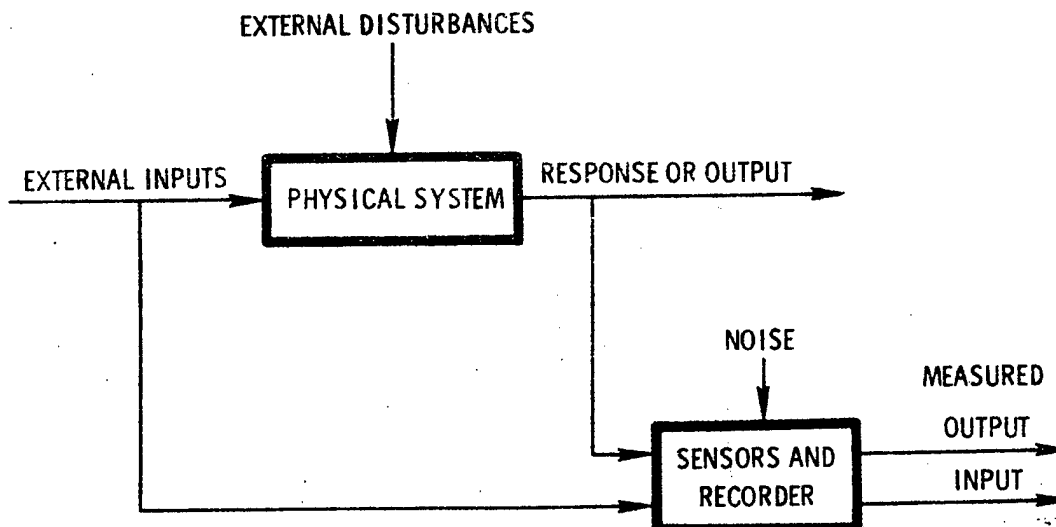 EXTERNAL DISTURBANCES
EXTERNAL INPUTS
PHYSICAL SYSTEM
RESPONSE OR OUTPUT
NOISE
MEASURED
OUTPUT
INPUT
SENSORS AND
RECORDER